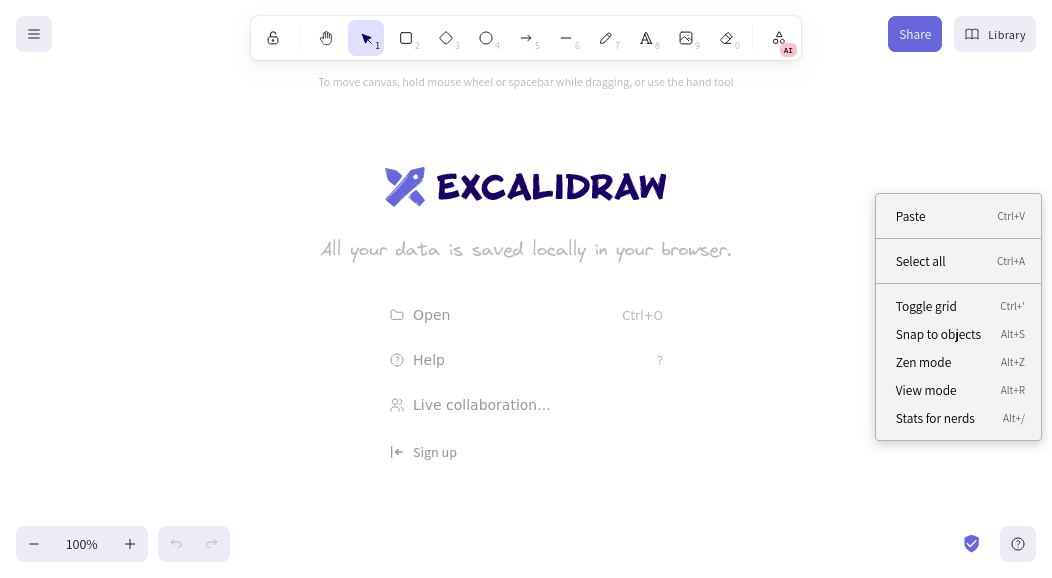 1
2
3
4
5
6
7
8
9
0
AI
Share
Library
To move canvas, hold mouse wheel or spacebar while dragging, or use the hand tool
EXCALIDRAW
All your data is saved locally in your browser.
Open Ctrl+O
Help ?
Live collaboration...
Sign up
Paste Ctrl+V
Select all Ctrl+A
Toggle grid Ctrl+'
Snap to objects Alt+S
Zen mode Alt+Z
View mode Alt+R
Stats for nerds Alt+/
100%